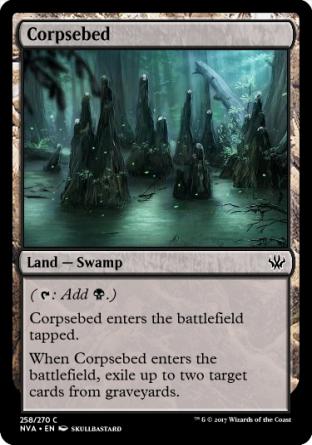 Corpsebed
Land — Swamp
( : Add .)
Corpsebed enters the battlefield
tapped.
When Corpsebed enters the
battlefield, exile up to two target
cards from graveyards.
258/270 C
NVA • EN SKULLBASTARD
™ & © 2017 Wizards of the Coast